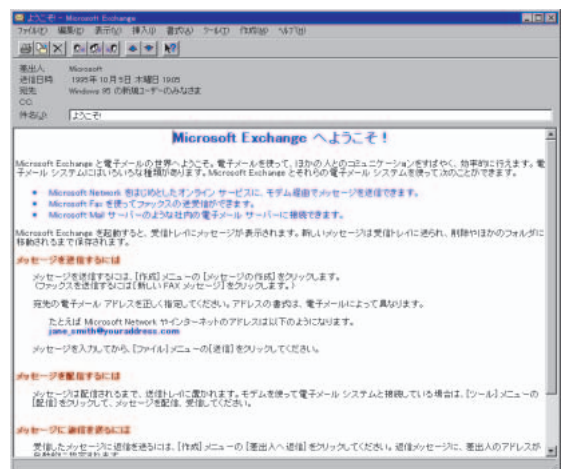 ようこそ! - Microsoft Exchange
ファイル(F) 編集(E) 表示(V) 挿入(I) 書式(O) ツール(T) 作成(M) ヘルプ(H)
差出人 Microsoft
送信日時 1995年 10月 5日 木曜日 19:05
宛先 Windows 95 の新規ユーザーのみなさま
CC:
件名(J): ようこそ!
Microsoft Exchange へようこそ!
Microsoft Exchange と電子メールの世界へようこそ。電子メールを使って、ほかの人とのコミュニケーションをすばやく、効率的に行えます。電
子メール システムにはいろいろな種類があります。Microsoft Exchange とそれらの電子メール システムを使って次のことができます。
• Microsoft Network をはじめとしたオンライン サービスに、モデム経由でメッセージを送信できます。
• Microsoft Fax を使ってファックスの送受信ができます。
• Microsoft Mail サーバーのような社内の電子メール サーバーに接続できます。
Microsoft Exchange を起動すると、受信トレイにメッセージが表示されます。新しいメッセージは受信トレイに送られ、削除やほかのフォルダに
移動されるまで保存されます。
メッセージを送信するには
メッセージを送信するには、[作成] メニューの [メッセージの作成] をクリックします。
(ファックスを送信するには [新しい FAX メッセージ] をクリックします。)
宛先の電子メール アドレスを正しく指定してください。アドレスの書式は、電子メールによって異なります。
たとえば Microsoft Network やインターネットのアドレスは以下のようになります。
jane_smith@youraddress.com
メッセージを入力してから、[ファイル] メニューの [送信] をクリックしてください。
メッセージを配信するには
メッセージは配信されるまで、送信トレイに置かれます。モデムを使って電子メール システムと接続している場合は、[ツール] メニューの
[配信] をクリックして、メッセージを配信、受信してください。
メッセージに返信を送るには
受信したメッセージに返信を送るには、[作成] メニューの [差出人へ返信] をクリックしてください。返信メッセージに、差出人のアドレスが